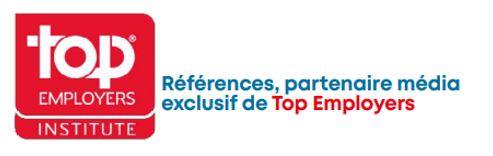 top®
EMPLOYERS
INSTITUTE
Références, partenaire média
exclusif de Top Employers